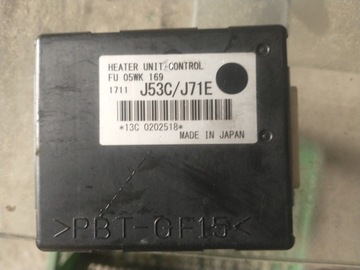 HEATER UNIT-CONTROL
FU 05WK 169
1711 J53C/J71E
*13C 0202518*
MADE IN JAPAN
>PBT-GF15<